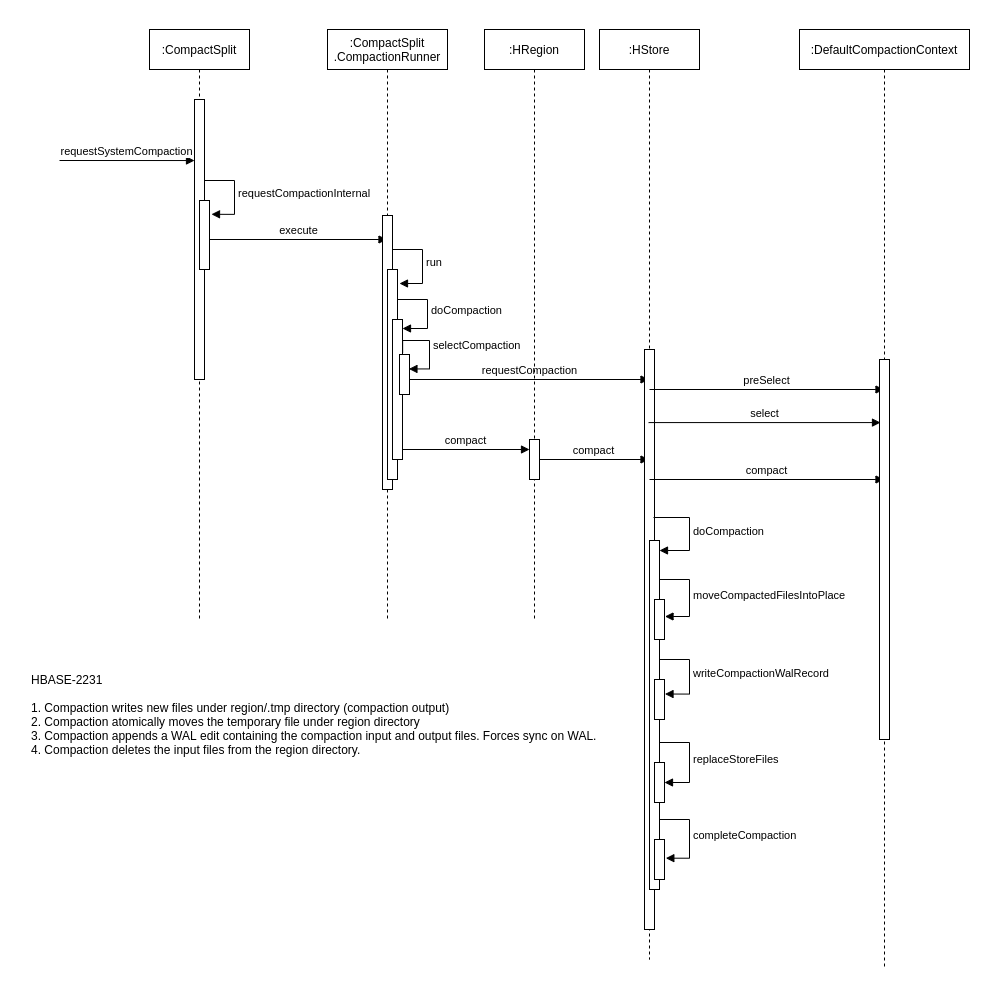 :CompactSplit
:CompactSplit
.CompactionRunner
:HRegion
:HStore
:DefaultCompactionContext
requestSystemCompaction
requestCompactionInternal
execute
run
doCompaction
selectCompaction
requestCompaction
preSelect
select
compact
compact
compact
doCompaction
moveCompactedFilesIntoPlace
writeCompactionWalRecord
replaceStoreFiles
completeCompaction
HBASE-2231
1. Compaction writes new files under region/.tmp directory (compaction output)
2. Compaction atomically moves the temporary file under region directory
3. Compaction appends a WAL edit containing the compaction input and output files. Forces sync on WAL.
4. Compaction deletes the input files from the region directory.